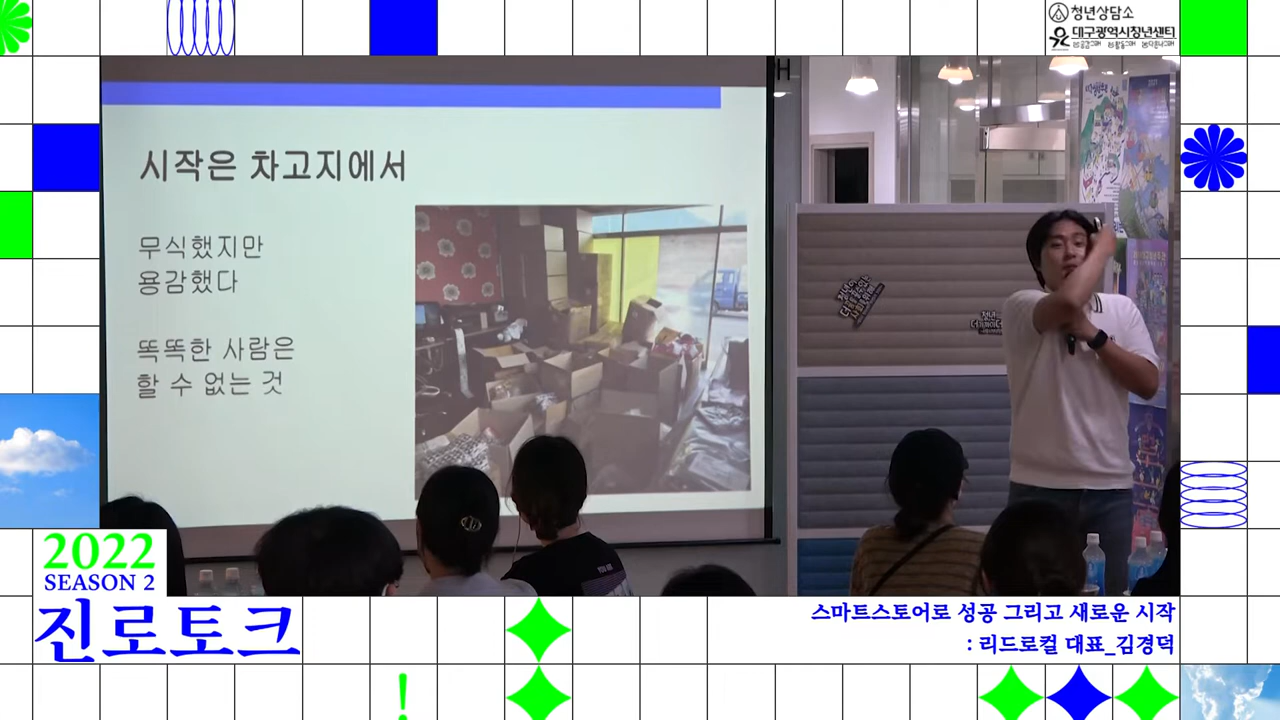 청년상담소
대구광역시청년센터
시작은 차고지에서
무식했지만
용감했다
똑똑한 사람은
할 수 없는 것
2022
SEASON 2
진로토크
스마트스토어로 성공 그리고 새로운 시작
: 리드로컬 대표_김경덕
!